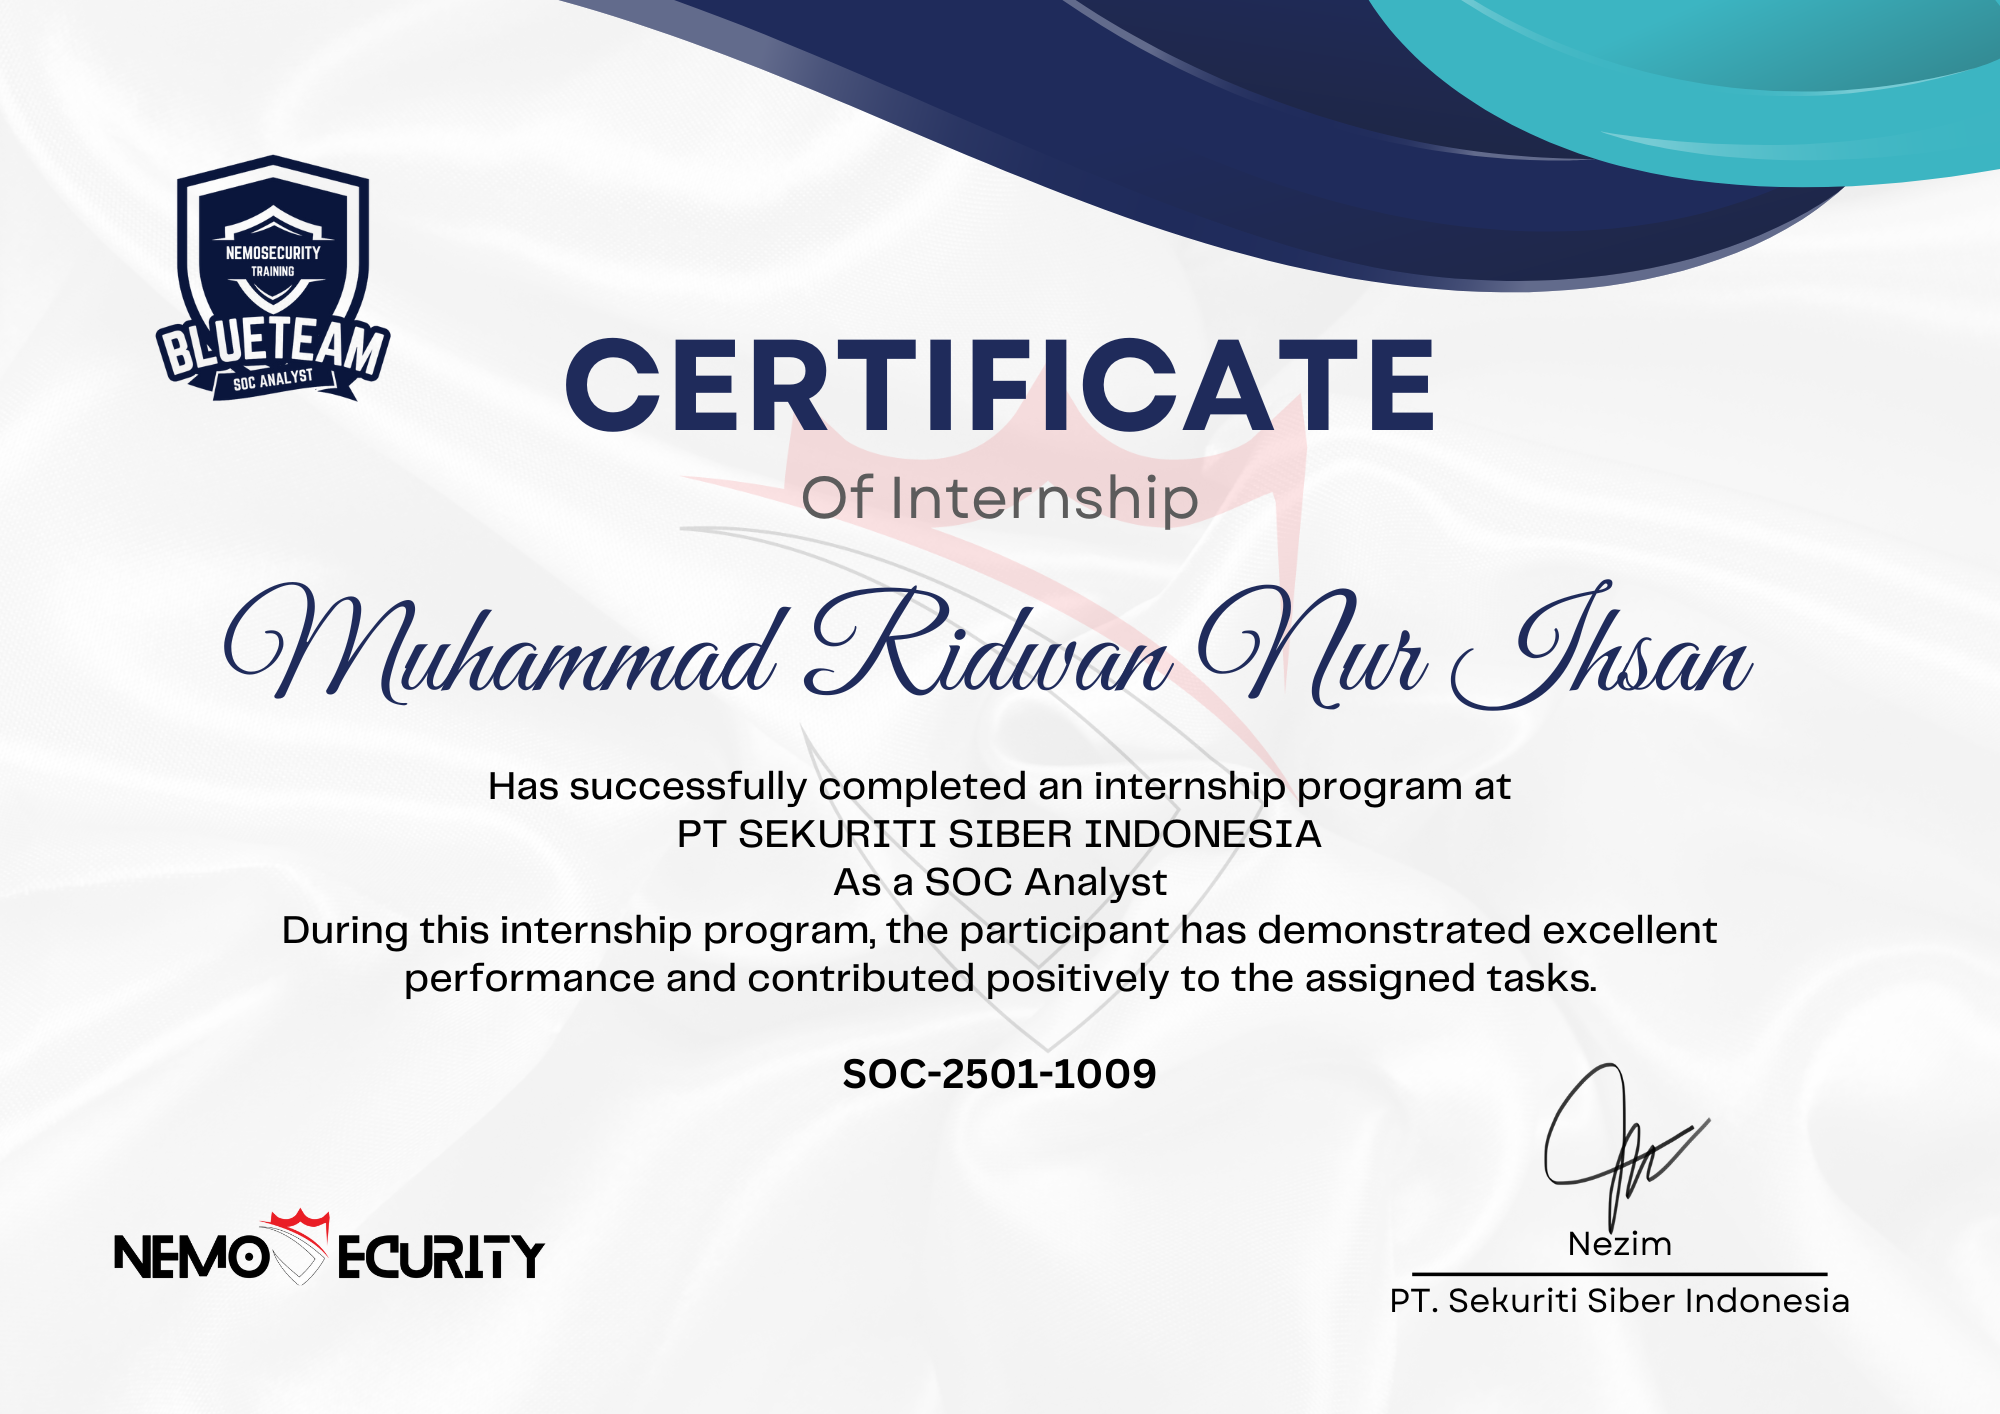 NEMOSECURITY
TRAINING
BLUETEAM
SOC ANALYST
CERTIFICATE
Of Internship
Muhammad Ridwan Nur Ihsan
Has successfully completed an internship program at
PT SEKURITI SIBER INDONESIA
As a SOC Analyst
During this internship program, the participant has demonstrated excellent
performance and contributed positively to the assigned tasks.
SOC-2501-1009
NEMO ECURITY
Nezim
PT. Sekuriti Siber Indonesia